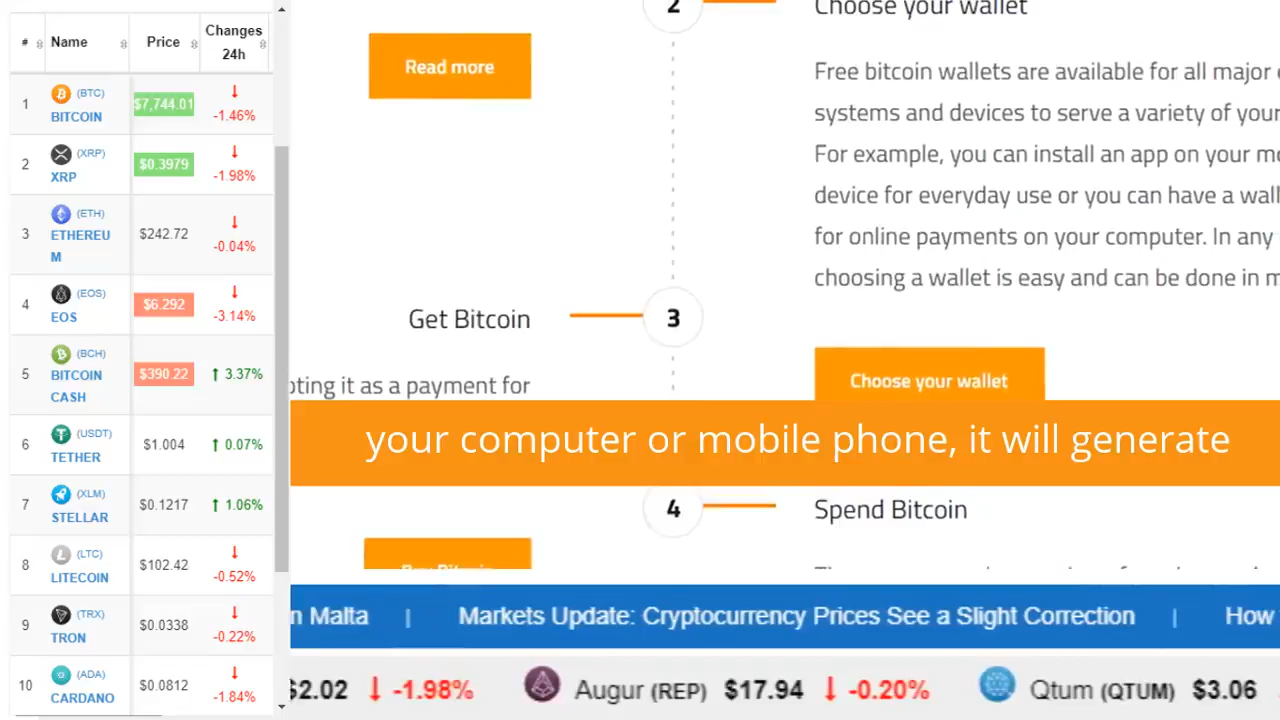 # Name Price Changes 24h
1 (BTC) BITCOIN $7,744.01 ↓ -1.46%
2 (XRP) XRP $0.3979 ↓ -1.98%
3 (ETH) ETHEREU M $242.72 ↓ -0.04%
4 (EOS) EOS $6.292 ↓ -3.14%
5 (BCH) BITCOIN CASH $390.22 ↑ 3.37%
6 (USDT) TETHER $1.004 ↑ 0.07%
7 (XLM) STELLAR $0.1217 ↑ 1.06%
8 (LTC) LITECOIN $102.42 ↓ -0.52%
9 (TRX) TRON $0.0338 ↓ -0.22%
10 (ADA) CARDANO $0.0812 ↓ -1.84%
2 Choose your wallet
Read more
Free bitcoin wallets are available for all major
systems and devices to serve a variety of your
For example, you can install an app on your
device for everyday use or you can have a
for online payments on your computer. In any
choosing a wallet is easy and can be done in
Get Bitcoin 3
Choose your wallet
it as a payment for
your computer or mobile phone, it will generate
4 Spend Bitcoin
Malta | Markets Update: Cryptocurrency Prices See a Slight Correction | How
$2.02 ↓ -1.98% Augur (REP) $17.94 ↓ -0.20% Qtum (QTUM) $3.06